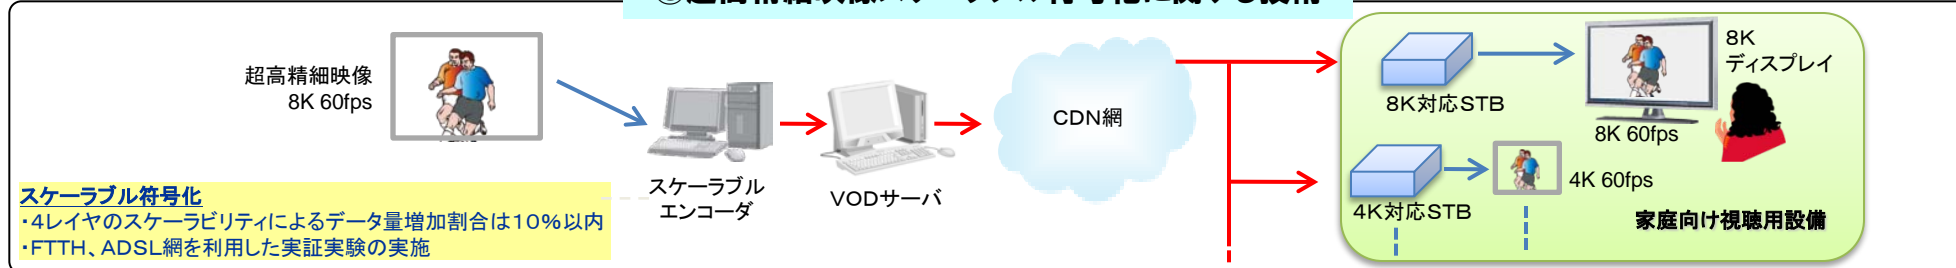 超高精細映像
8K 60fps
スケーラブル符号化
・4レイヤのスケーラビリティによるデータ量増加割合は10%以内
・FTTH、ADSL網を利用した実証実験の実施
スケーラブル
エンコーダ
VODサーバ
CDN網
8K対応STB
8K
ディスプレイ
8K 60fps
4K対応STB
4K 60fps
家庭向け視聴用設備